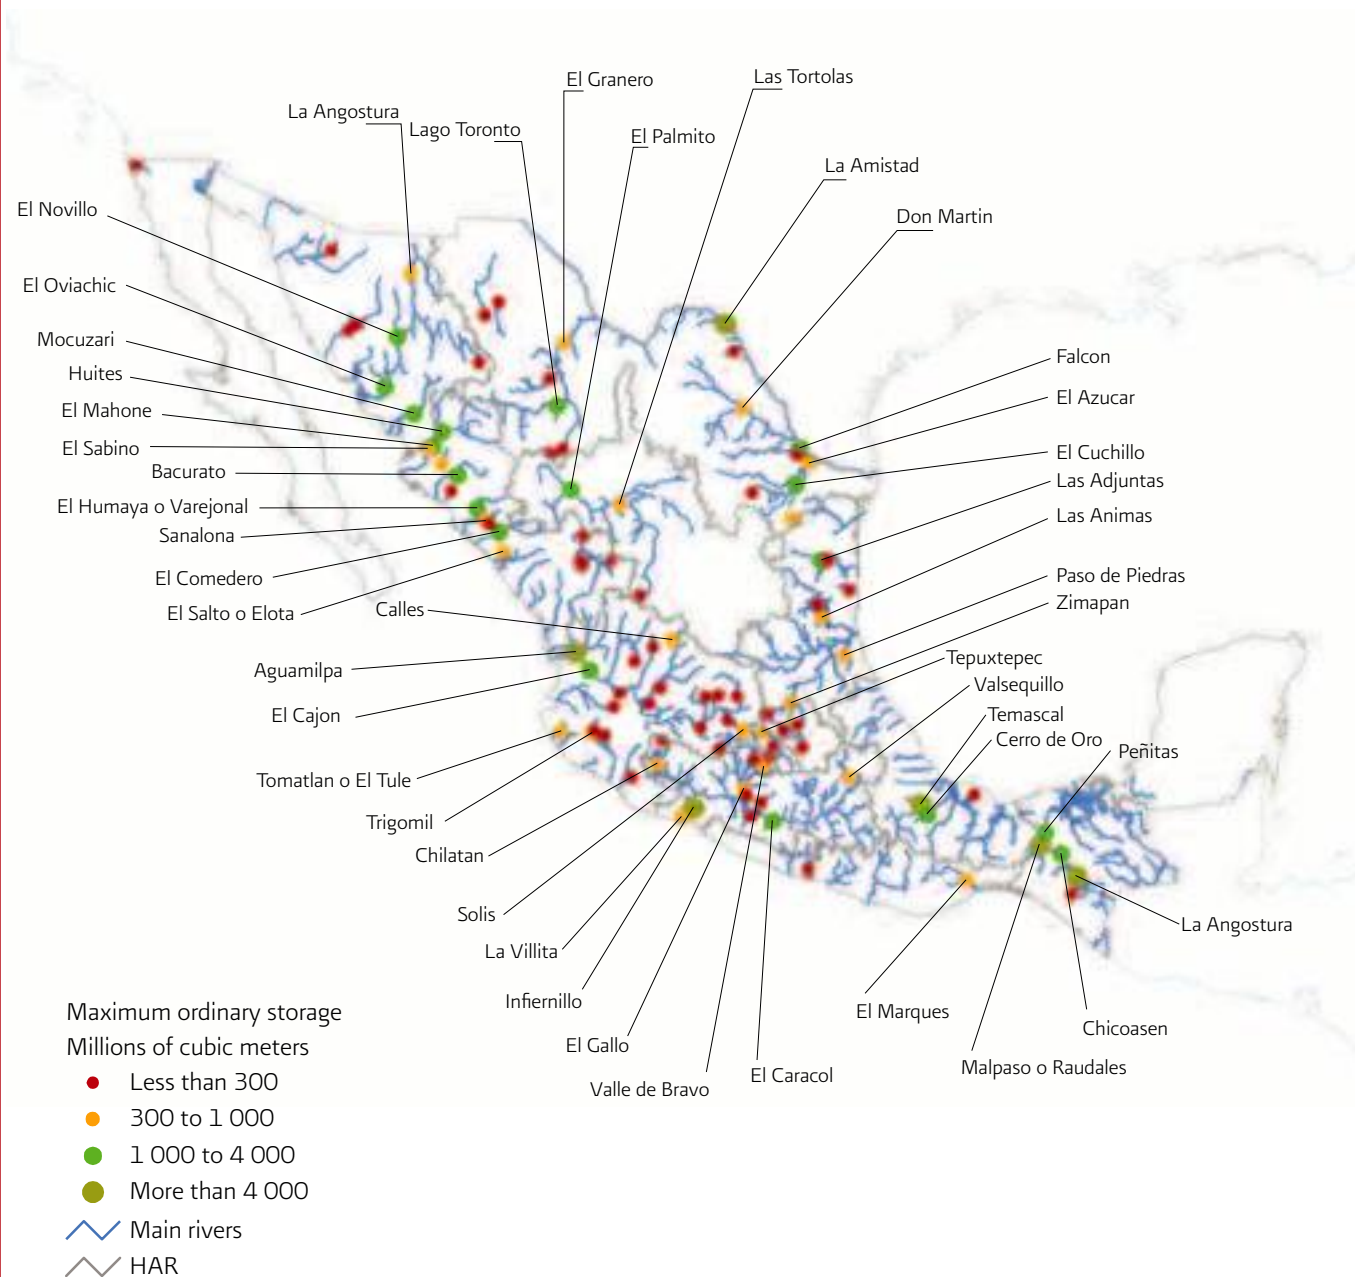 El Granero
Las Tortolas
La Angostura
Lago Toronto
El Palmito
La Amistad
El Novillo
Don Martin
El Oviachic
Mocuzari
Falcon
Huites
El Azucar
El Mahone
El Sabino
El Cuchillo
Bacurato
Las Adjuntas
El Humaya o Varejonal
Las Animas
Sanalona
El Comedero
Paso de Piedras
El Salto o Elota
Calles
Zimapan
Aguamilpa
Tepuxtepec
Valsequillo
El Cajon
Temascal
Cerro de Oro
Peñitas
Tomatlan o El Tule
Trigomil
Chilatan
Solis
La Angostura
La Villita
Infiernillo
El Marques
Chicoasen
El Gallo
Malpaso o Raudales
Valle de Bravo
El Caracol
Maximum ordinary storage
Millions of cubic meters
Less than 300
300 to 1 000
1 000 to 4 000
More than 4 000
Main rivers
HAR